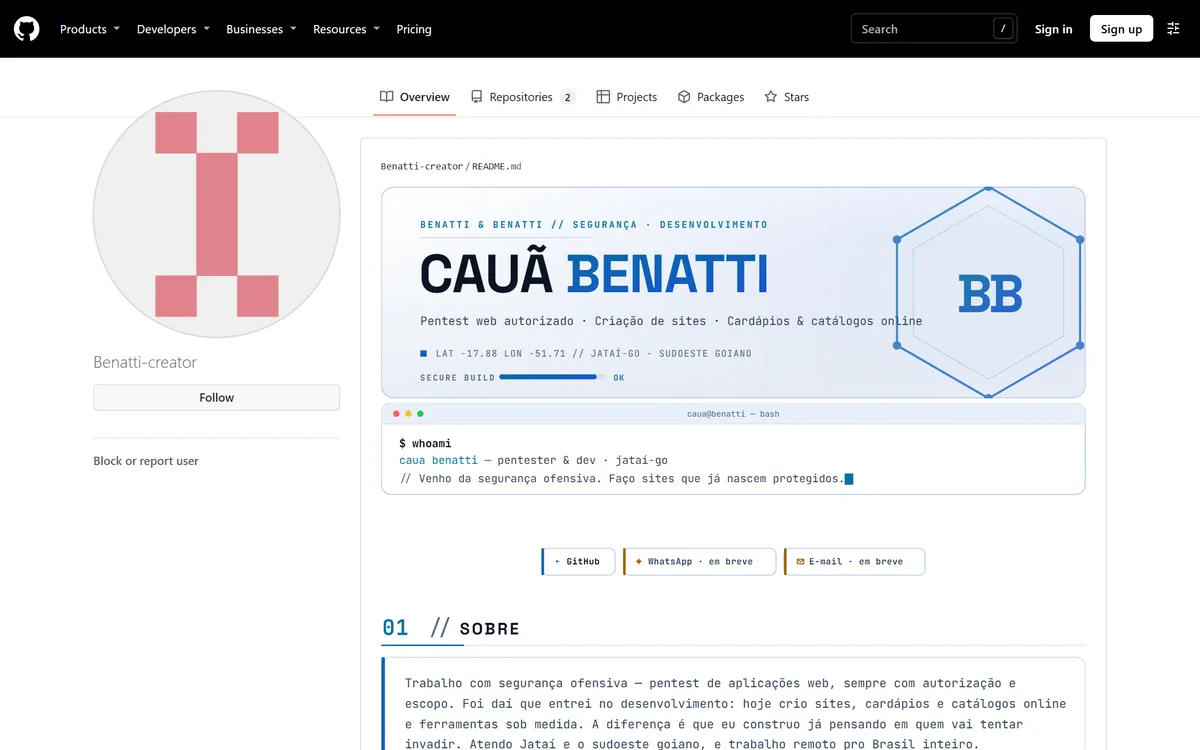 Products
Developers
Businesses
Resources
Pricing
Search
/
Sign in
Sign up
Overview
Repositories 2
Projects
Packages
Stars
Benatti-creator
Follow
Block or report user
Benatti-creator/README.md
BENATTI & BENATTI // SEGURANÇA · DESENVOLVIMENTO
CAUÃ BENATTI
Pentest web autorizado · Criação de sites · Cardápios & catálogos online
LAT -17.88 LON -51.71 // JATAÍ-GO · SUDOESTE GOIANO
SECURE BUILD OK
BB
caua@benatti — bash
$ whoami
caua benatti — pentester & dev · jataí-go
// Venho da segurança ofensiva. Faço sites que já nascem protegidos.
GitHub
WhatsApp · em breve
E-mail · em breve
01 // SOBRE
Trabalho com segurança ofensiva — pentest de aplicações web, sempre com autorização e
escopo. Foi daí que entrei no desenvolvimento: hoje crio sites, cardápios e catálogos online
e ferramentas sob medida. A diferença é que eu construo já pensando em quem vai tentar
invadir. Atendo Jataí e o sudoeste goiano, e trabalho remoto pro Brasil inteiro.